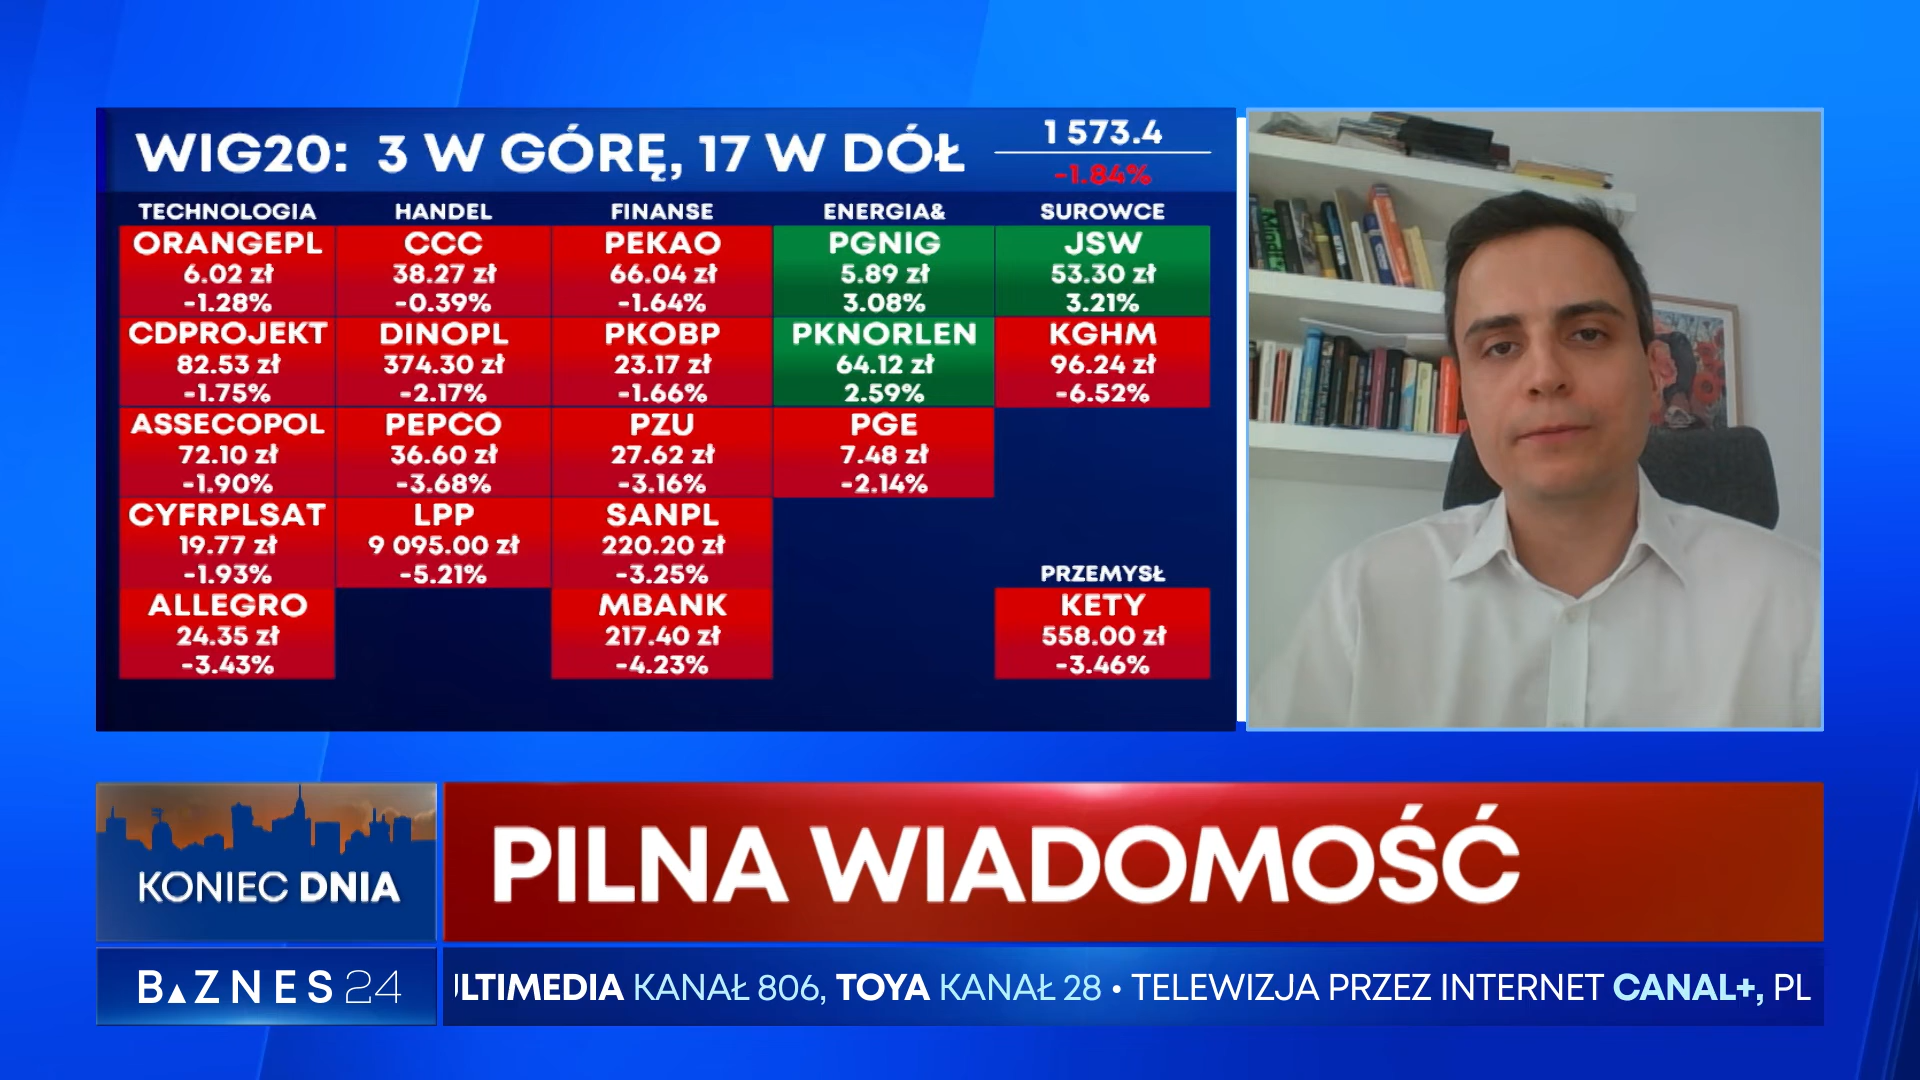 WIG20: 3 W GÓRĘ, 17 W DÓŁ
1 573.4
-1.84%
TECHNOLOGIA
ORANGEPL
6.02 zł
-1.28%
CDPROJEKT
82.53 zł
-1.75%
ASSECOPOL
72.10 zł
-1.90%
CYFRPLSAT
19.77 zł
-1.93%
ALLEGRO
24.35 zł
-3.43%
HANDEL
CCC
38.27 zł
-0.39%
DINOPL
374.30 zł
-2.17%
PEPCO
36.60 zł
-3.68%
LPP
9 095.00 zł
-5.21%
FINANSE
PEKAO
66.04 zł
-1.64%
PKOBP
23.17 zł
-1.66%
PZU
27.62 zł
-3.16%
SANPL
220.20 zł
-3.25%
MBANK
217.40 zł
-4.23%
ENERGIA&
PGNIG
5.89 zł
3.08%
PKNORLEN
64.12 zł
2.59%
PGE
7.48 zł
-2.14%
SUROWCE
JSW
53.30 zł
3.21%
KGHM
96.24 zł
-6.52%
PRZEMYSŁ
KETY
558.00 zł
-3.46%
KONIEC DNIA
PILNA WIADOMOŚĆ
BIZNES 24
LTIMEDIA KANAŁ 806, TOYA KANAŁ 28 • TELEWIZJA PRZEZ INTERNET CANAL+, PL